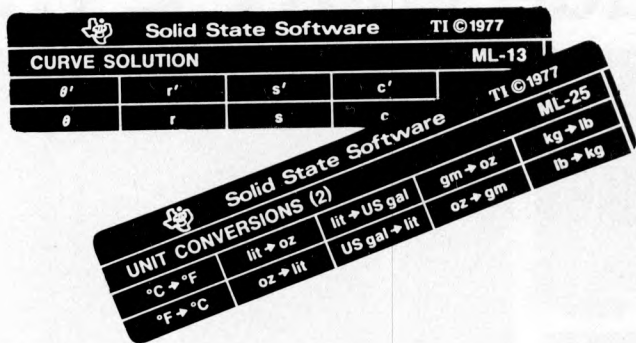 Solid State Software TI © 1977
CURVE SOLUTION ML-13
θ' r' s' c'
θ r s c
Solid State Software TI © 1977
UNIT CONVERSIONS (2) ML-25
°C → °F lit → oz lit → US gal gm → oz kg → lb
°F → °C oz → lit US gal → lit oz → gm lb → kg